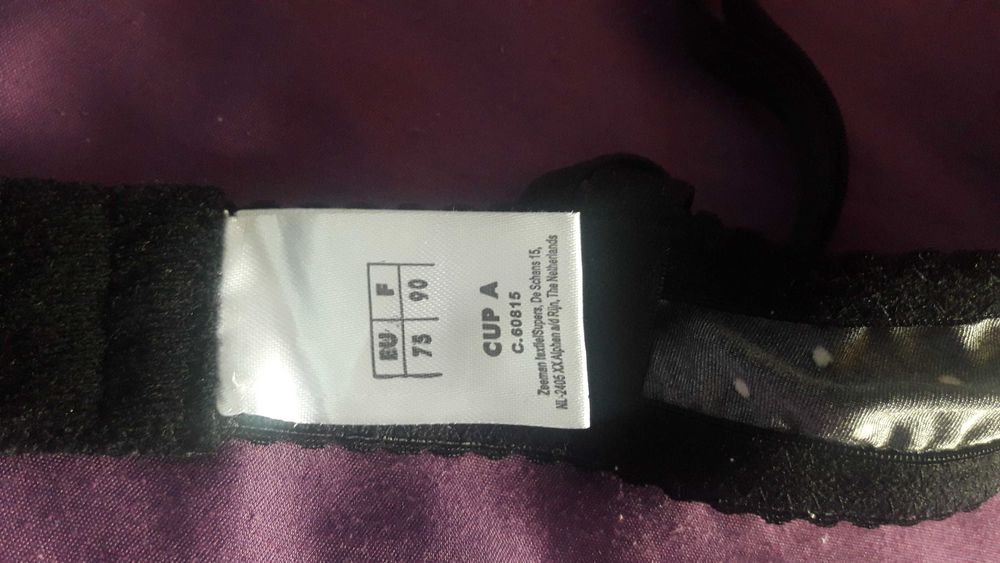 EU F
75 90
CUP A
C. 60815
Zeeman textielSupers, De Schans 15,
NL-2405 XX Alphen a/d Rijn, The Netherlands